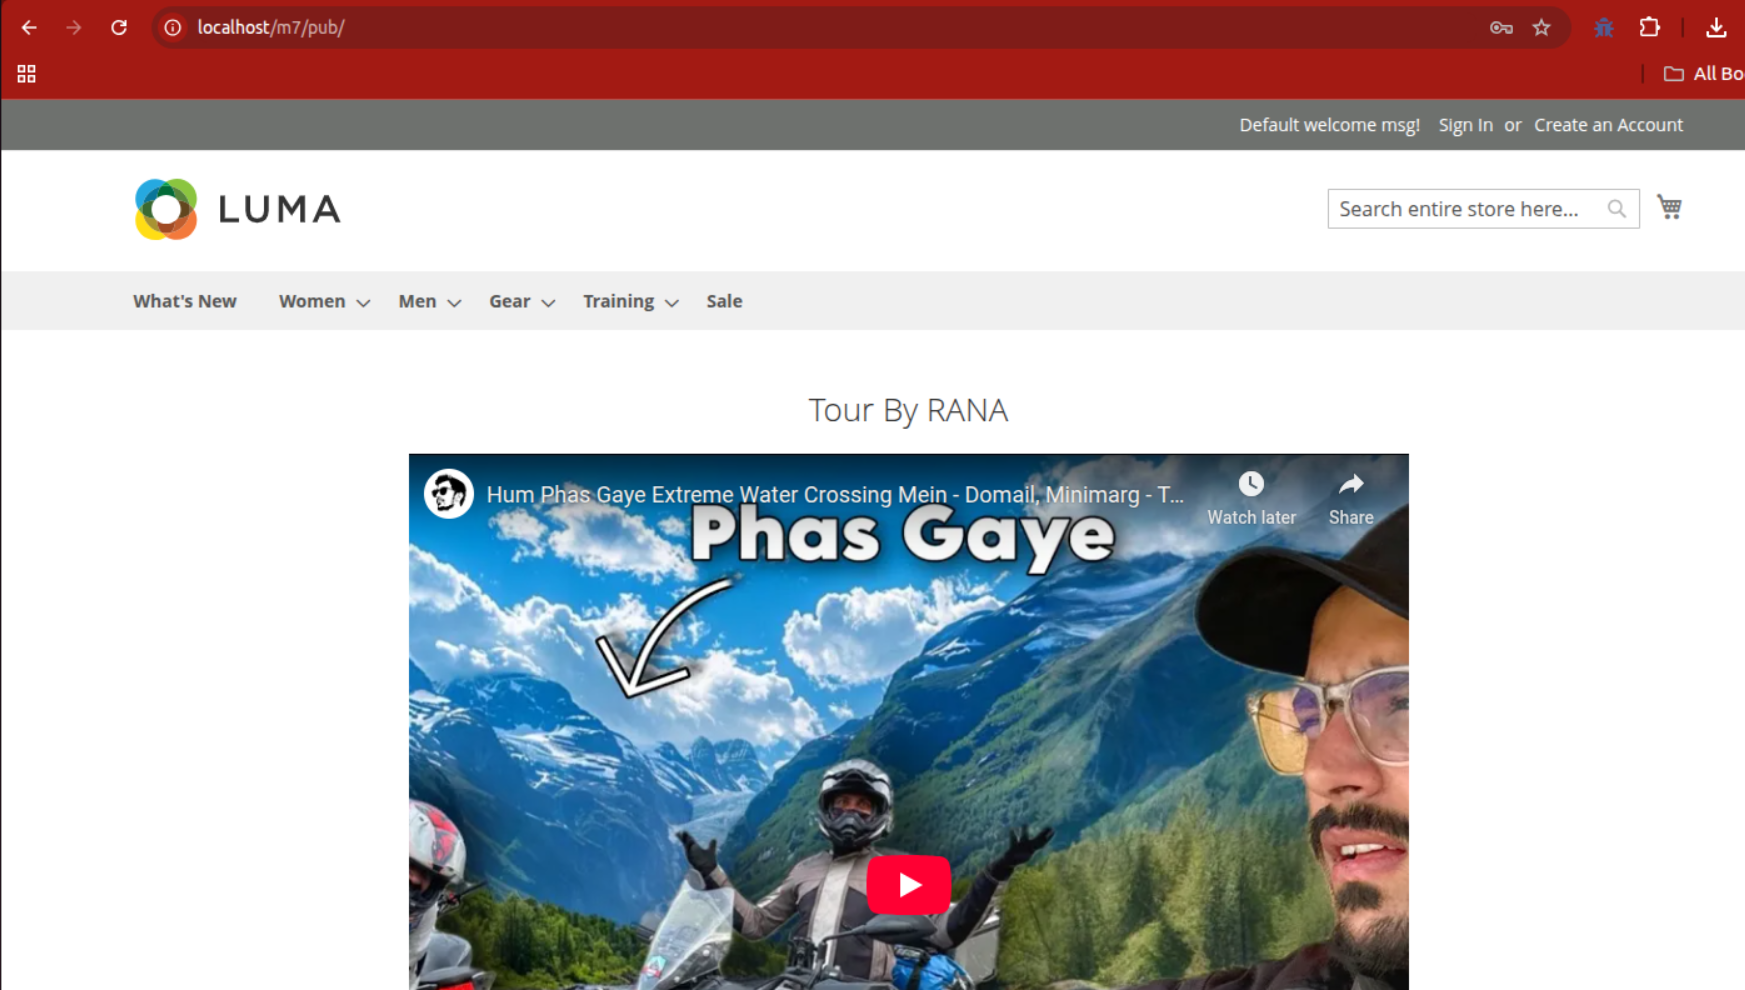 localhost/m7/pub/
All Bo
Default welcome msg! Sign In or Create an Account
LUMA
Search entire store here...
What's New Women Men Gear Training Sale
Tour By RANA
Hum Phas Gaye Extreme Water Crossing Mein - Domail, Minimarg - T...
Watch later Share
Phas Gaye